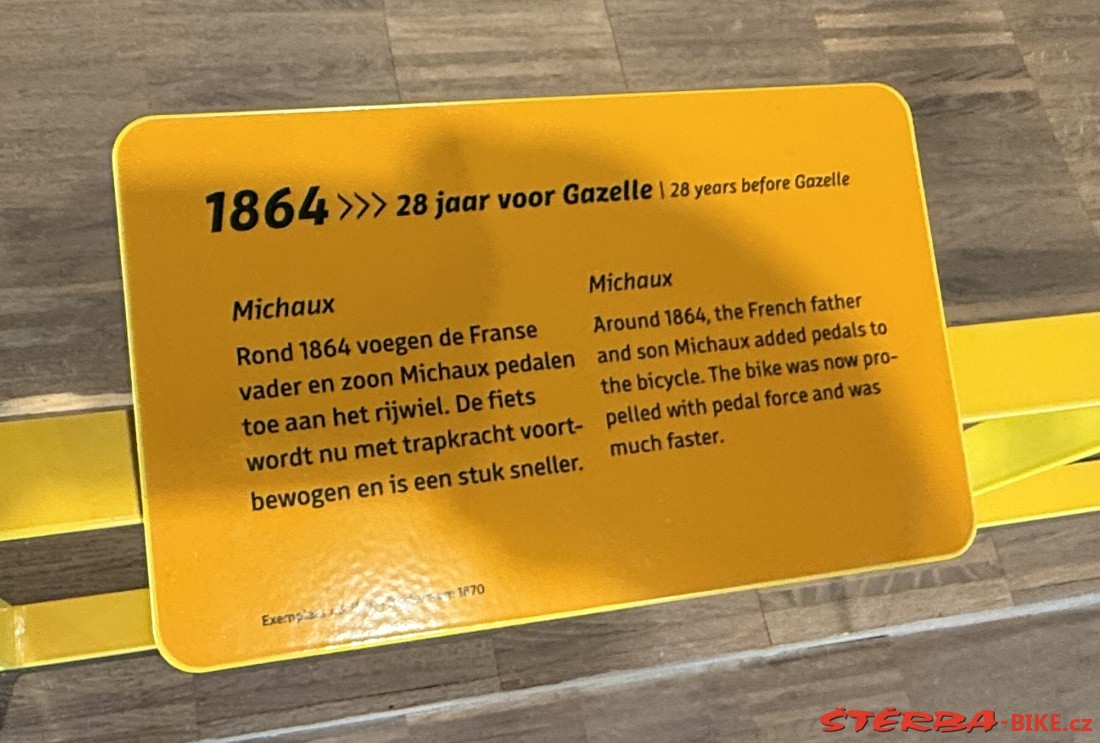 1864 >>> 28 jaar voor Gazelle | 28 years before Gazelle
Michaux
Rond 1864 voegen de Franse
vader en zoon Michaux pedalen
toe aan het rijwiel. De fiets
wordt nu met trapkracht voort-
bewogen en is een stuk sneller.
Michaux
Around 1864, the French father
and son Michaux added pedals to
the bicycle. The bike was now pro-
pelled with pedal force and was
much faster.
1870
ŠTĚRBA-BIKE.cz